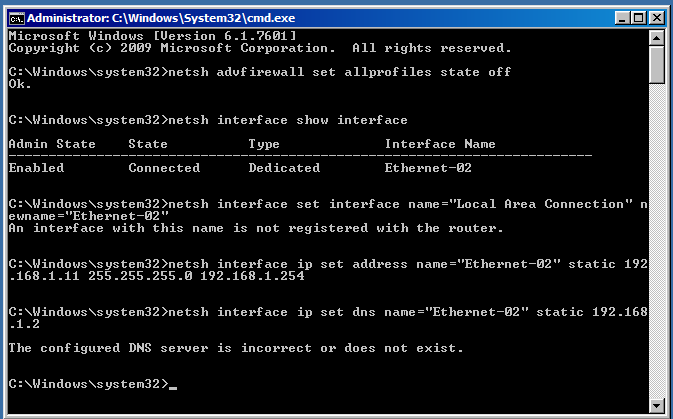 Administrator: C:\Windows\System32\cmd.exe
Microsoft Windows [Version 6.1.7601]
Copyright (c) 2009 Microsoft Corporation.  All rights reserved.
C:\Windows\system32>netsh advfirewall set allprofiles state off
Ok.
C:\Windows\system32>netsh interface show interface
Admin State    State          Type             Interface Name
-------------------------------------------------------------------------
Enabled        Connected      Dedicated        Ethernet-02
C:\Windows\system32>netsh interface set interface name="Local Area Connection" n
ewname="Ethernet-02"
An interface with this name is not registered with the router.
C:\Windows\system32>netsh interface ip set address name="Ethernet-02" static 192
.168.1.11 255.255.255.0 192.168.1.254
C:\Windows\system32>netsh interface ip set dns name="Ethernet-02" static 192.168
.1.2
The configured DNS server is incorrect or does not exist.
C:\Windows\system32>_